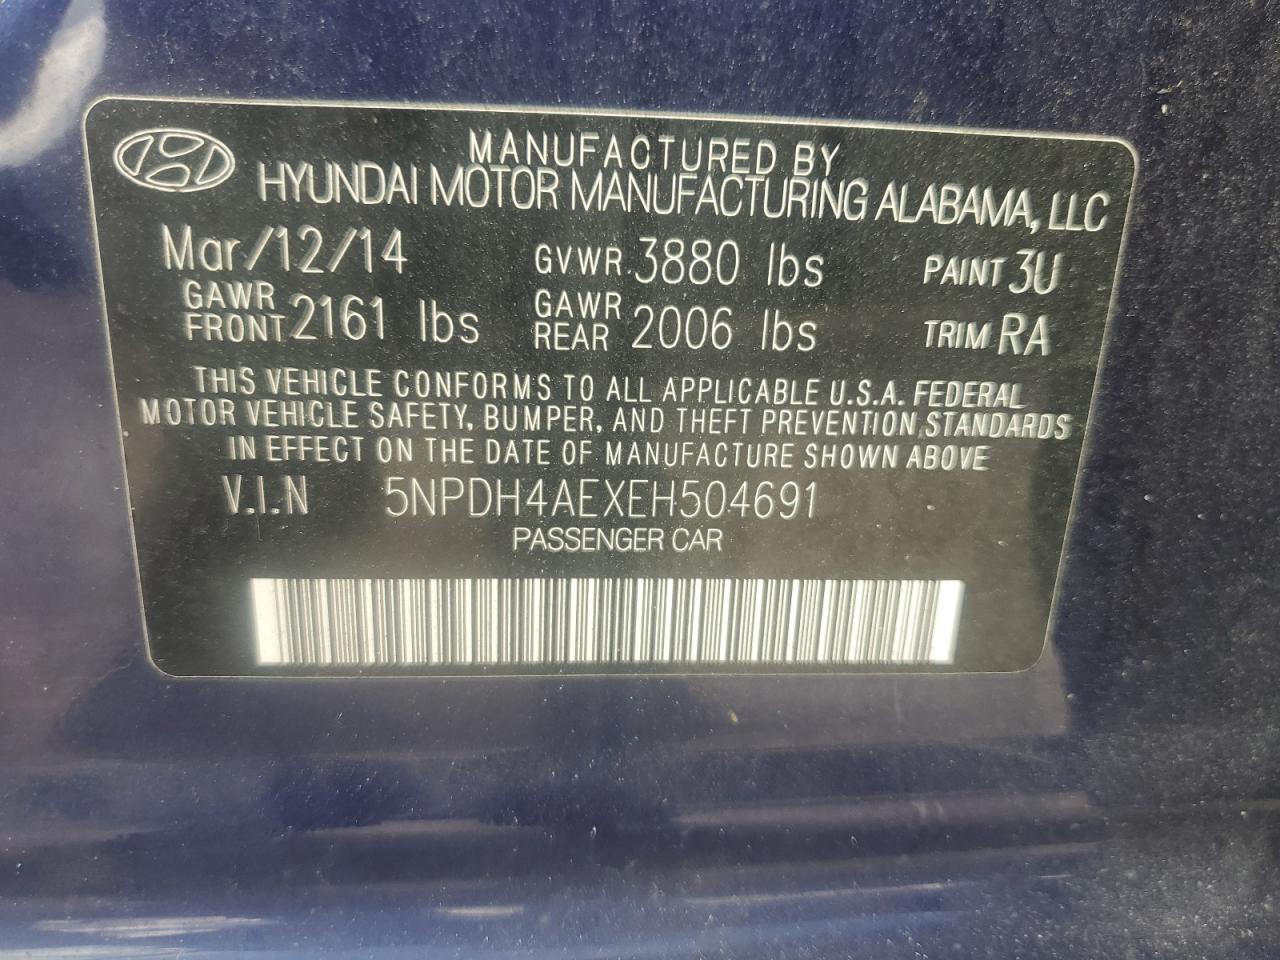 MANUFACTURED BY
HYUNDAI MOTOR MANUFACTURING ALABAMA, LLC
Mar/12/14 GVWR 3880 lbs PAINT 3U
GAWR FRONT 2161 lbs GAWR REAR 2006 lbs TRIM RA
THIS VEHICLE CONFORMS TO ALL APPLICABLE U.S.A. FEDERAL
MOTOR VEHICLE SAFETY, BUMPER, AND THEFT PREVENTION STANDARDS
IN EFFECT ON THE DATE OF MANUFACTURE SHOWN ABOVE
V.I.N 5NPDH4AEXEH504691
PASSENGER CAR